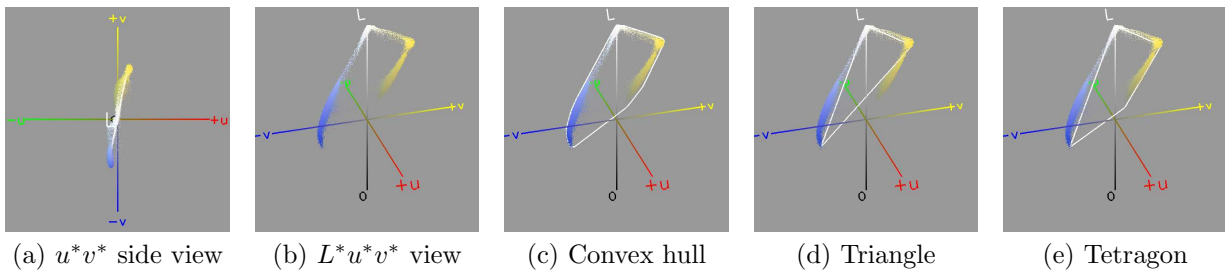 +v
-u
L
+u
-v
L
-v
u
+v
+u
0
L
-v
u
+v
+u
0
L
-v
u
+v
+u
0
L
-v
u
+v
+u
0
(a) u*v* side view
(b) L*u*v* view
(c) Convex hull
(d) Triangle
(e) Tetragon